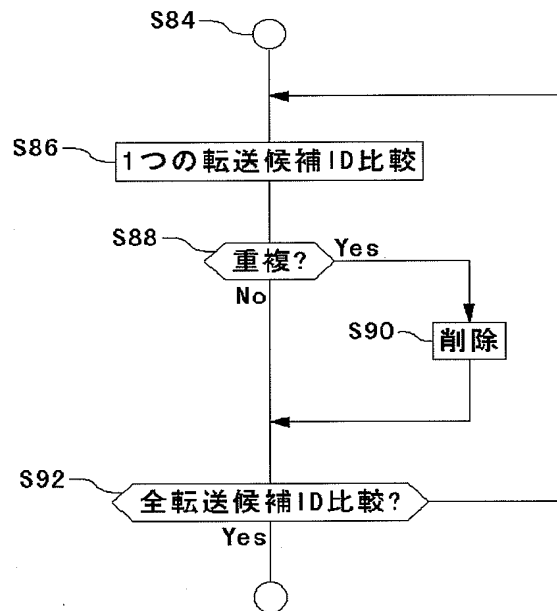 S84
S86
1つの転送候補ID比較
S88
重複?
Yes
No
S90
削除
S92
全転送候補ID比較?
Yes